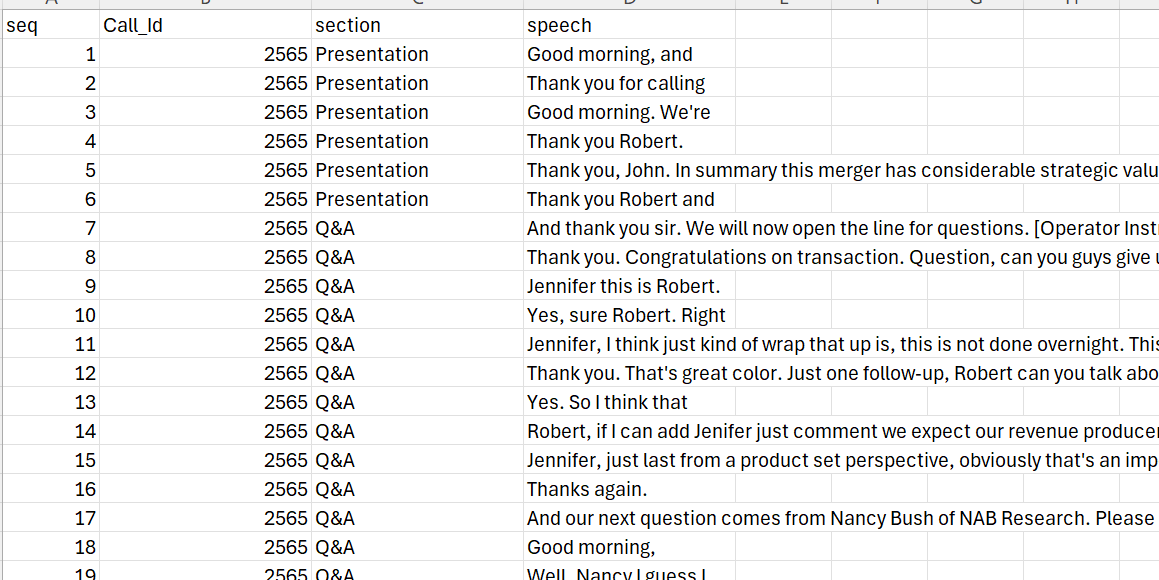 seq Call_Id section speech
1 2565 Presentation Good morning, and
2 2565 Presentation Thank you for calling
3 2565 Presentation Good morning. We're
4 2565 Presentation Thank you Robert.
5 2565 Presentation Thank you, John. In summary this merger has considerable strategic valu
6 2565 Presentation Thank you Robert and
7 2565 Q&A And thank you sir. We will now open the line for questions. [Operator Inst
8 2565 Q&A Thank you. Congratulations on transaction. Question, can you guys give
9 2565 Q&A Jennifer this is Robert.
10 2565 Q&A Yes, sure Robert. Right
11 2565 Q&A Jennifer, I think just kind of wrap that up is, this is not done overnight. This
12 2565 Q&A Thank you. That's great color. Just one follow-up, Robert can you talk abo
13 2565 Q&A Yes. So I think that
14 2565 Q&A Robert, if I can add Jenifer just comment we expect our revenue producer
15 2565 Q&A Jennifer, just last from a product set perspective, obviously that's an imp
16 2565 Q&A Thanks again.
17 2565 Q&A And our next question comes from Nancy Bush of NAB Research. Please
18 2565 Q&A Good morning,
19 2565 Q&A Well, Nancy I guess I